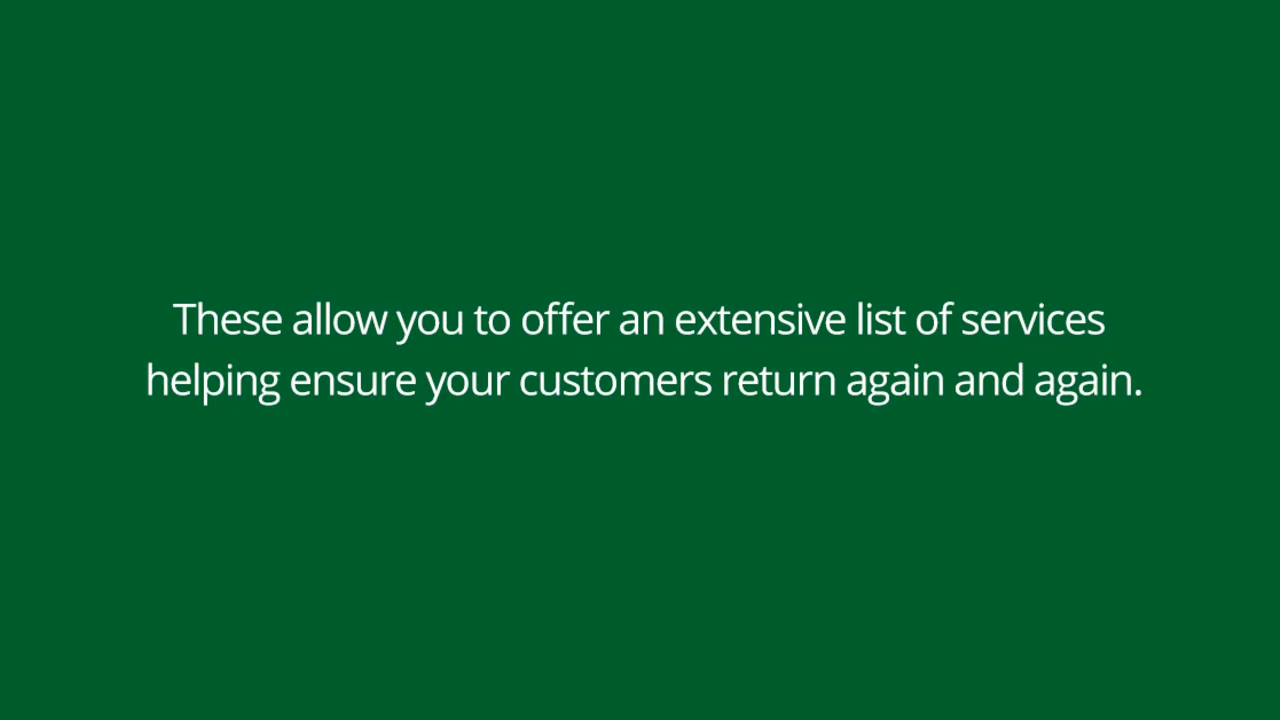 These allow you to offer an extensive list of services
helping ensure your customers return again and again.